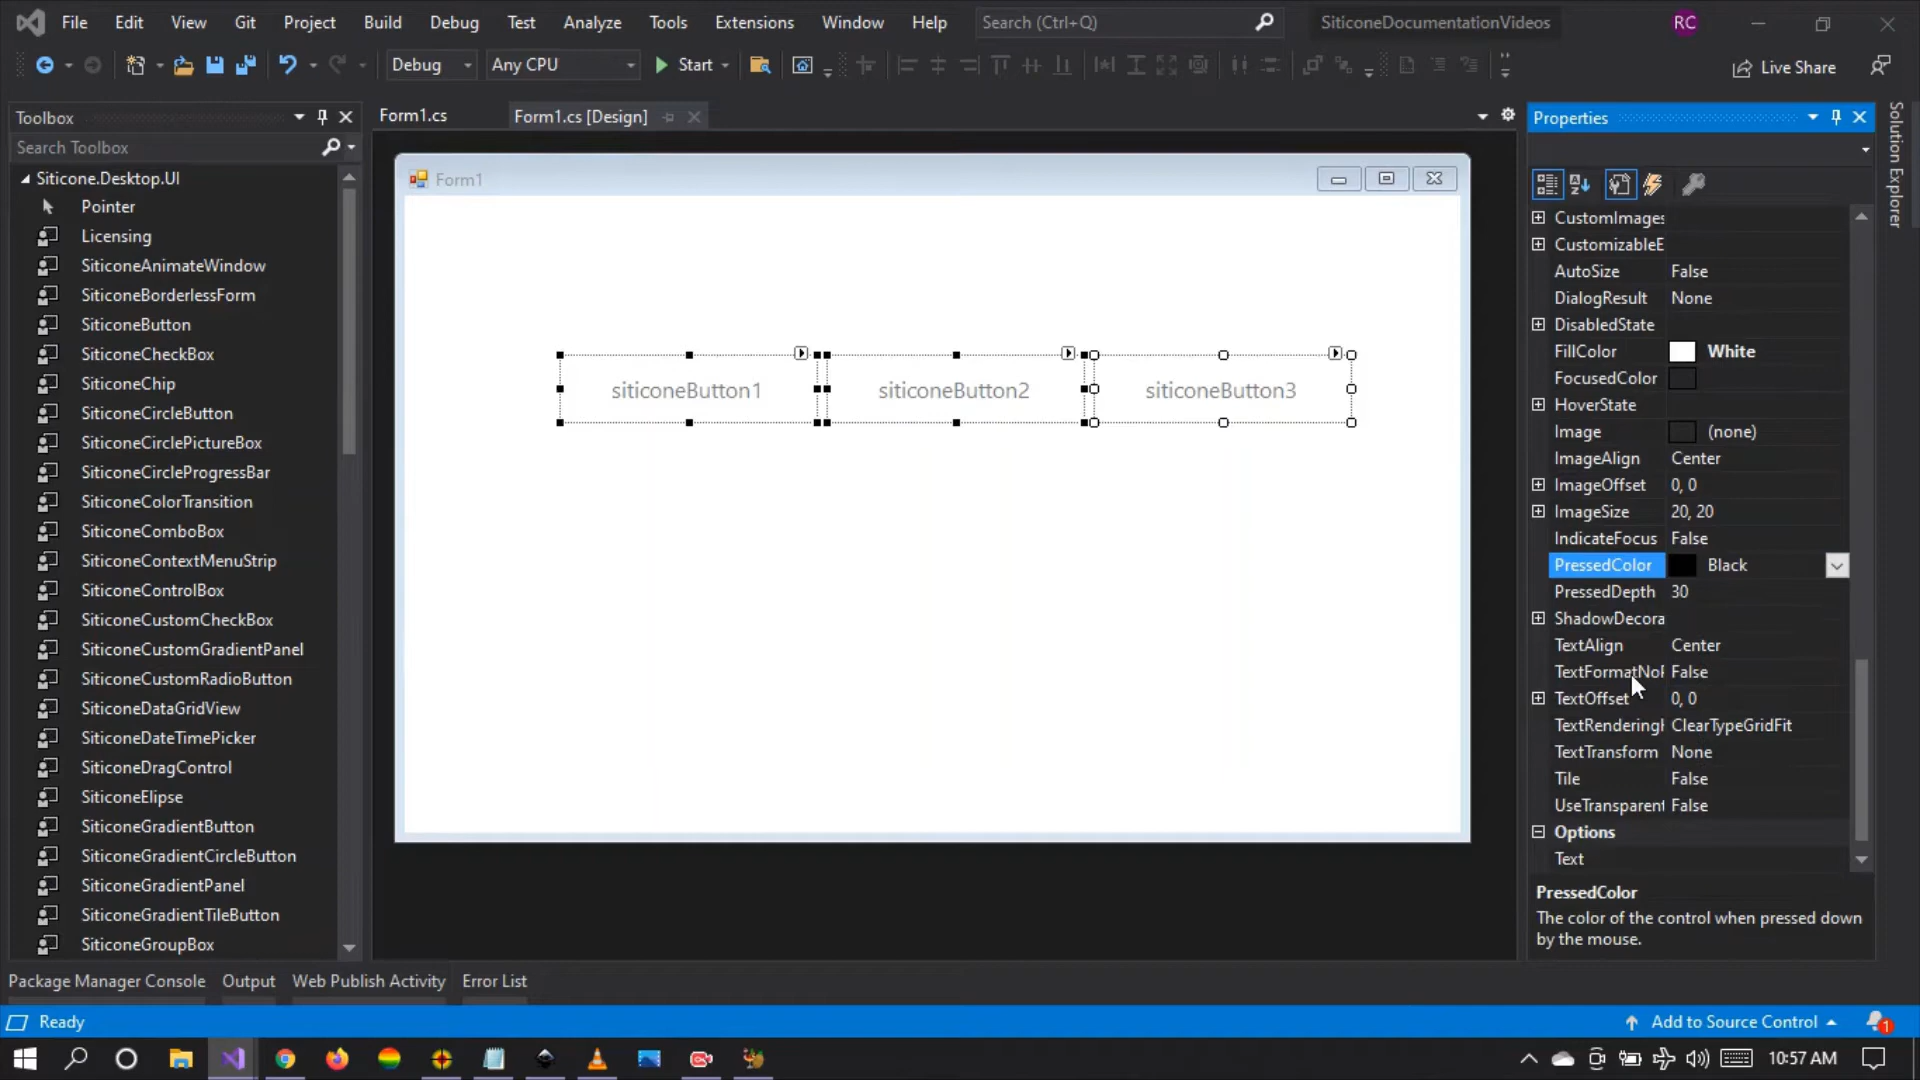 File Edit View Git Project Build Debug Test Analyze Tools Extensions Window Help Search (Ctrl+Q) SiticoneDocumentationVideos RC
Debug Any CPU Start Live Share
Toolbox
Search Toolbox
Siticone.Desktop.UI
Pointer
Licensing
SiticoneAnimateWindow
SiticoneBorderlessForm
SiticoneButton
SiticoneCheckBox
SiticoneChip
SiticoneCircleButton
SiticoneCirclePictureBox
SiticoneCircleProgressBar
SiticoneColorTransition
SiticoneComboBox
SiticoneContextMenuStrip
SiticoneControlBox
SiticoneCustomCheckBox
SiticoneCustomGradientPanel
SiticoneCustomRadioButton
SiticoneDataGridView
SiticoneDateTimePicker
SiticoneDragControl
SiticoneElipse
SiticoneGradientButton
SiticoneGradientCircleButton
SiticoneGradientPanel
SiticoneGradientTileButton
SiticoneGroupBox
Form1.cs Form1.cs [Design]
Form1
siticoneButton1 siticoneButton2 siticoneButton3
Properties
Solution Explorer
CustomImages
CustomizableE
AutoSize False
DialogResult None
DisabledState
FillColor White
FocusedColor
HoverState
Image (none)
ImageAlign Center
ImageOffset 0, 0
ImageSize 20, 20
IndicateFocus False
PressedColor Black
PressedDepth 30
ShadowDecora
TextAlign Center
TextFormatNoP False
TextOffset 0, 0
TextRenderingH ClearTypeGridFit
TextTransform None
Tile False
UseTransparent False
Options
Text
PressedColor
The color of the control when pressed down
by the mouse.
Package Manager Console Output Web Publish Activity Error List
Ready Add to Source Control 1
10:57 AM